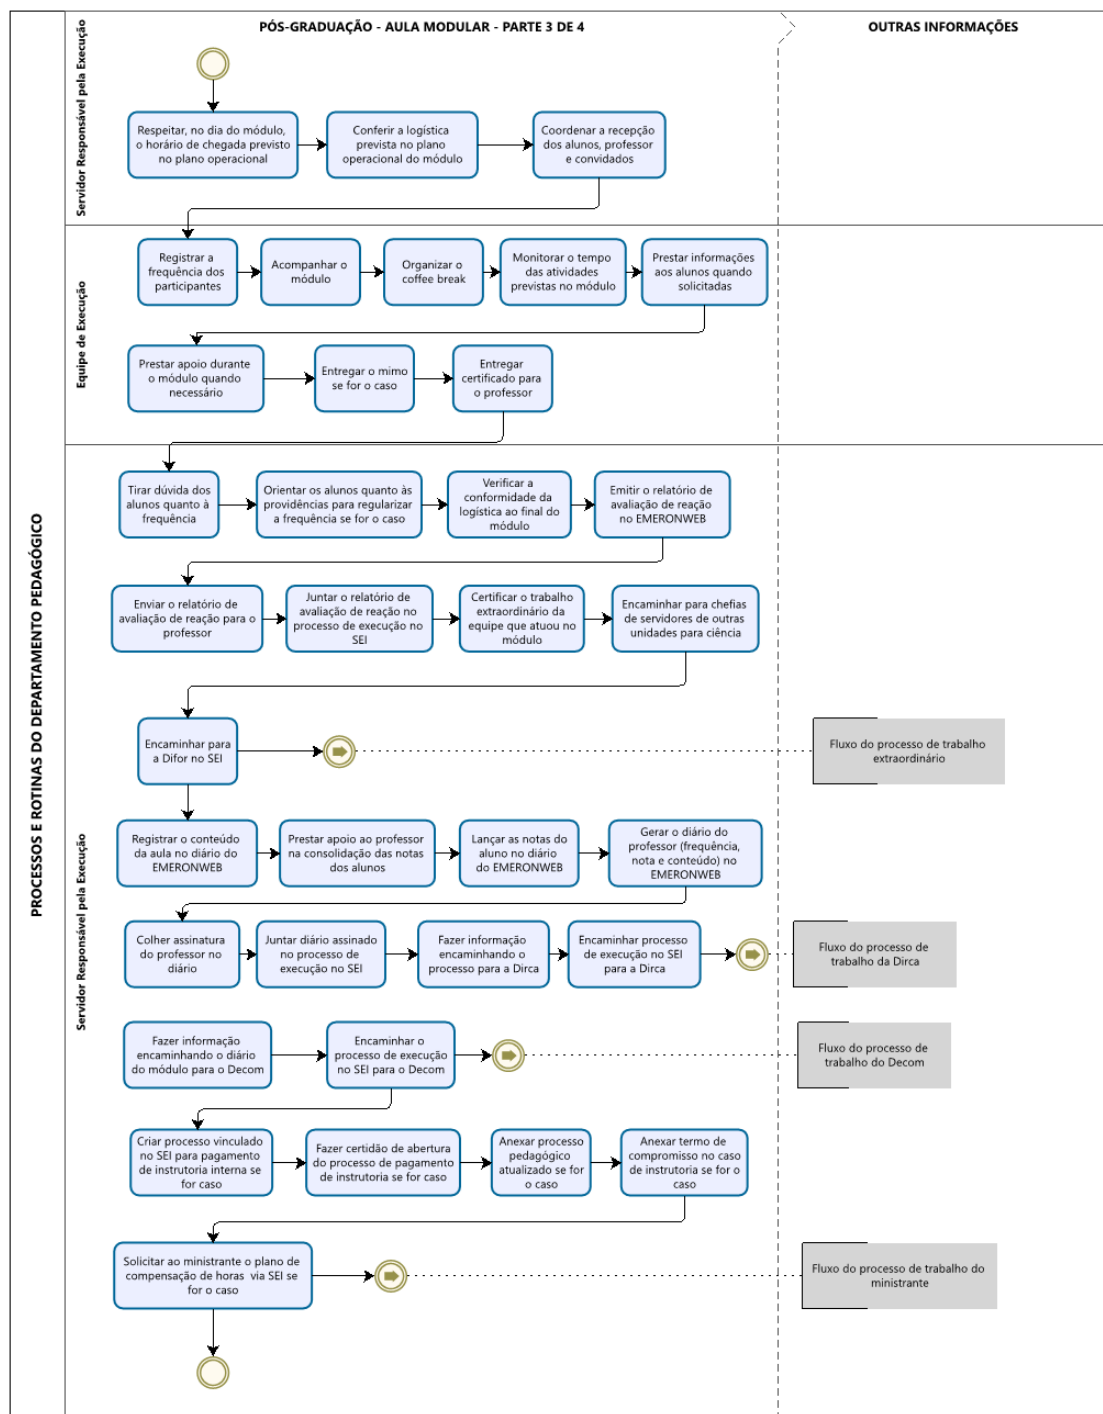 PÓS-GRADUAÇÃO - AULA MODULAR - PARTE 3 DE 4
OUTRAS INFORMAÇÕES
PROCESSOS E ROTINAS DO DEPARTAMENTO PEDAGÓGICO
Servidor Responsável pela Execução
Respeitar, no dia do módulo,
o horário de chegada previsto
no plano operacional
Conferir a logística
prevista no plano
operacional do módulo
Coordenar a recepção
dos alunos, professor
e convidados
Equipe de Execução
Registrar a
frequência dos
participantes
Acompanhar o
módulo
Organizar o
coffee break
Monitorar o tempo
das atividades
previstas no módulo
Prestar informações
aos alunos quando
solicitadas
Prestar apoio durante
o módulo quando
necessário
Entregar o mimo
se for o caso
Entregar
certificado para
o professor
Servidor Responsável pela Execução
Tirar dúvida dos
alunos quanto à
frequência
Orientar os alunos quanto às
providências para regularizar
a frequência se for o caso
Verificar a
conformidade da
logística ao final do
módulo
Emitir o relatório de
avaliação de reação
no EMERONWEB
Enviar o relatório de
avaliação de reação para o
professor
Juntar o relatório de
avaliação de reação no
processo de execução no
SEI
Certificar o trabalho
extraordinário da
equipe que atuou no
módulo
Encaminhar para chefias
de servidores de outras
unidades para ciência
Encaminhar para
a Difor no SEI
Fluxo do processo de trabalho
extraordinário
Registrar o conteúdo
da aula no diário do
EMERONWEB
Prestar apoio ao professor
na consolidação das notas
dos alunos
Lançar as notas do
aluno no diário
do EMERONWEB
Gerar o diário do
professor (frequência,
nota e conteúdo) no
EMERONWEB
Colher assinatura
do professor no
diário
Juntar diário assinado
no processo de
execução no SEI
Fazer informação
encaminhando o
processo para a Dirca
Encaminhar processo
de execução no SEI
para a Dirca
Fluxo do processo de
trabalho da Dirca
Fazer informação
encaminhando o diário
do módulo para o Decom
Encaminhar o
processo de execução
no SEI para o Decom
Fluxo do processo de
trabalho do Decom
Criar processo vinculado
no SEI para pagamento
de instrutoria interna se
for caso
Fazer certidão de abertura
do processo de pagamento
de instrutoria se for caso
Anexar processo
pedagógico
atualizado se for
o caso
Anexar termo de
compromisso no caso
de instrutoria se for o
caso
Solicitar ao ministrante o plano de
compensação de horas via SEI se
for o caso
Fluxo do processo de trabalho do
ministrante